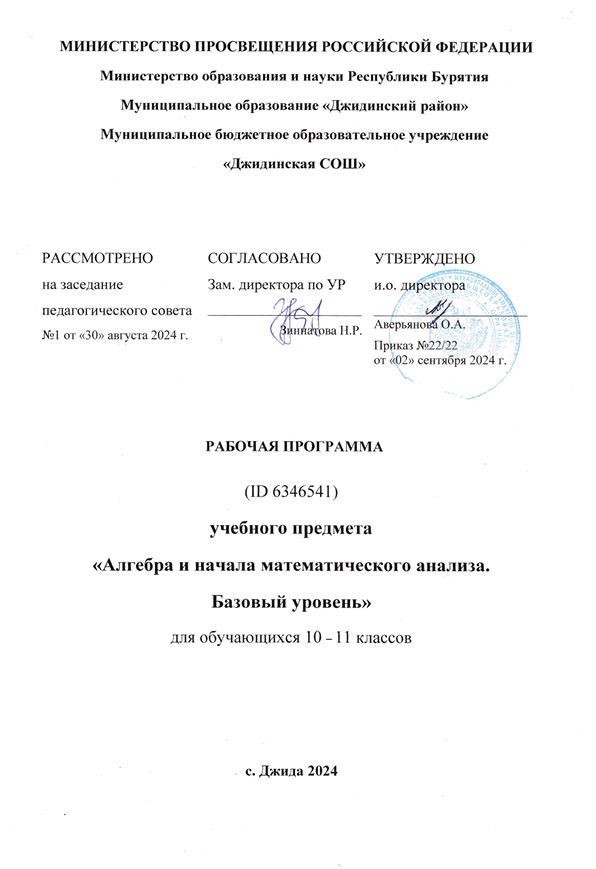 МИНИСТЕРСТВО ПРОСВЕЩЕНИЯ РОССИЙСКОЙ ФЕДЕРАЦИИ
Министерство образования и науки Республики Бурятия
Муниципальное образование «Джидинский район»
Муниципальное бюджетное образовательное учреждение
«Джидинская СОШ»
РАССМОТРЕНО
на заседание
педагогического совета
№1 от «30» августа 2024 г.
СОГЛАСОВАНО
Зам. директора по УР
Зиннатова Н.Р.
УТВЕРЖДЕНО
и.о. директора
Аверьянова О.А.
Приказ №22/22
от «02» сентября 2024 г.
РАБОЧАЯ ПРОГРАММА
(ID 6346541)
учебного предмета
«Алгебра и начала математического анализа.
Базовый уровень»
для обучающихся 10 – 11 классов
с. Джида 2024